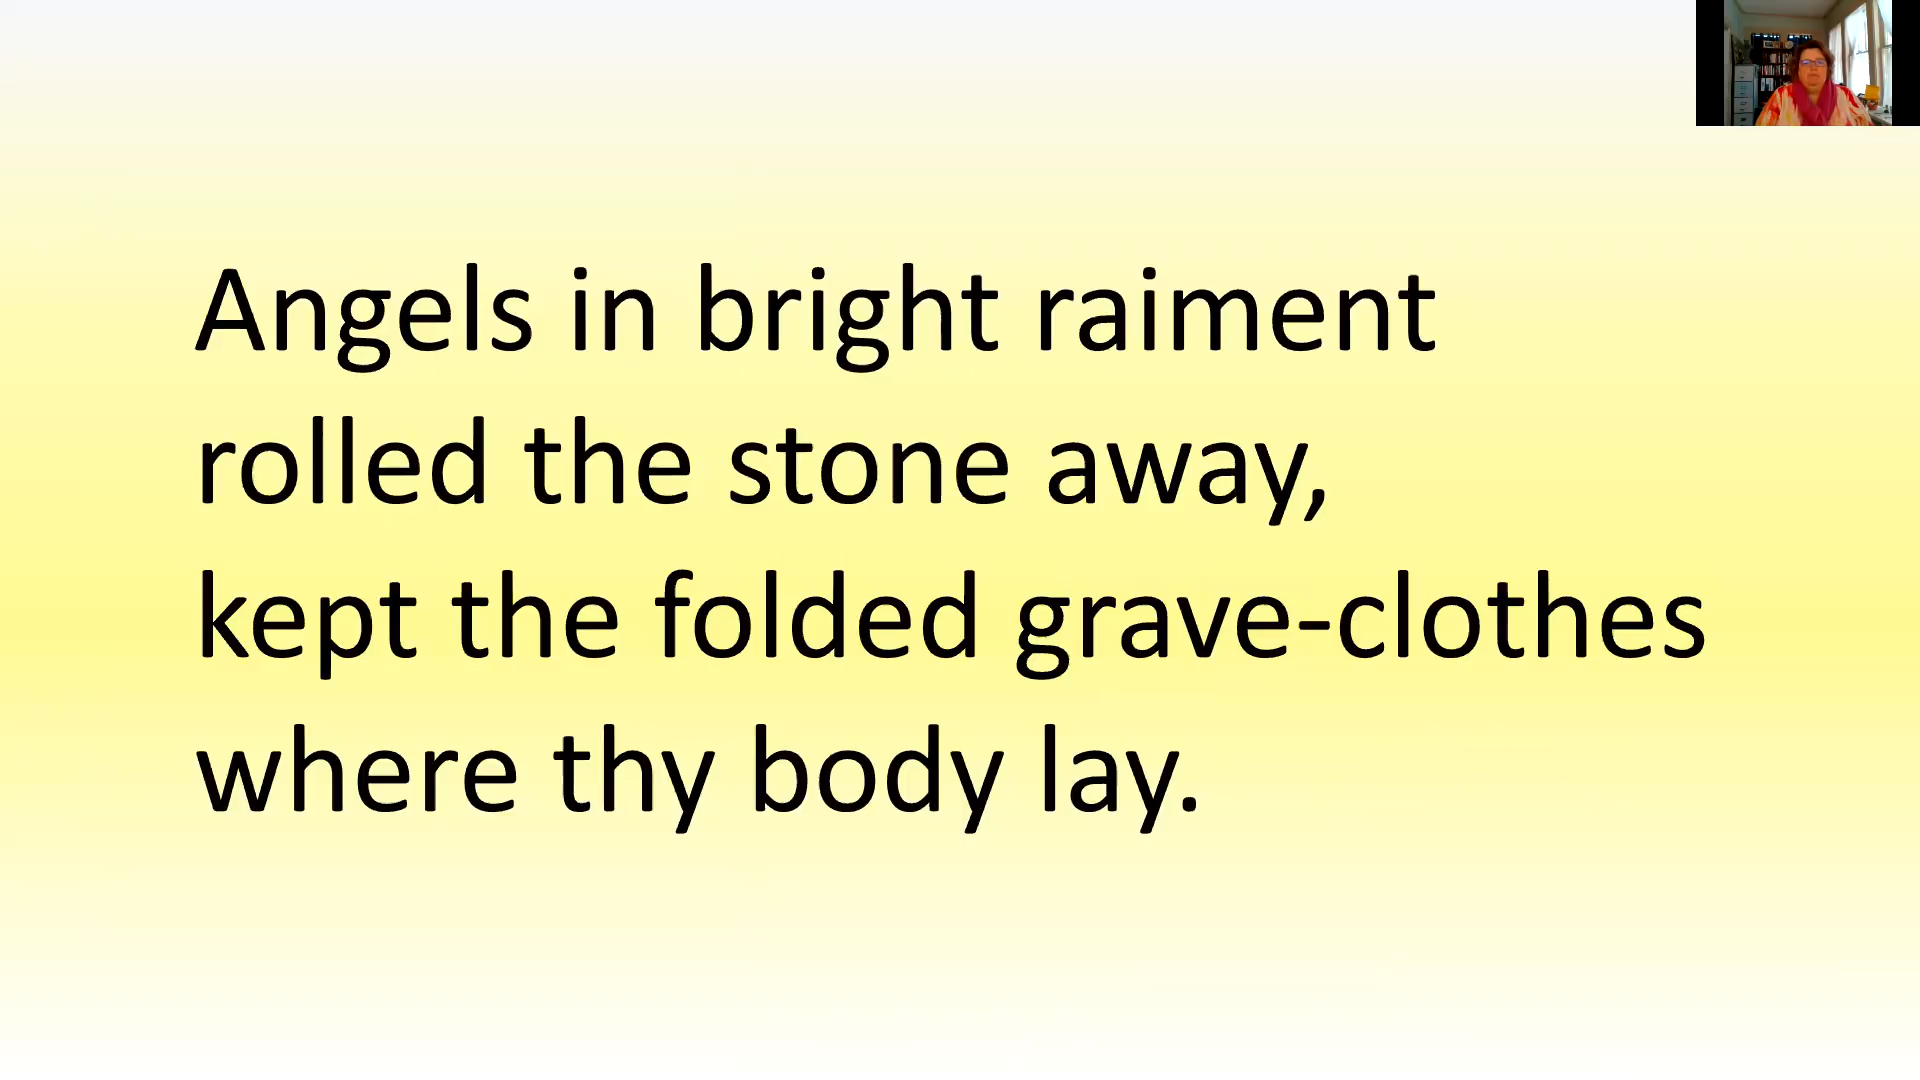 Angels in bright raiment
rolled the stone away,
kept the folded grave-clothes
where thy body lay.